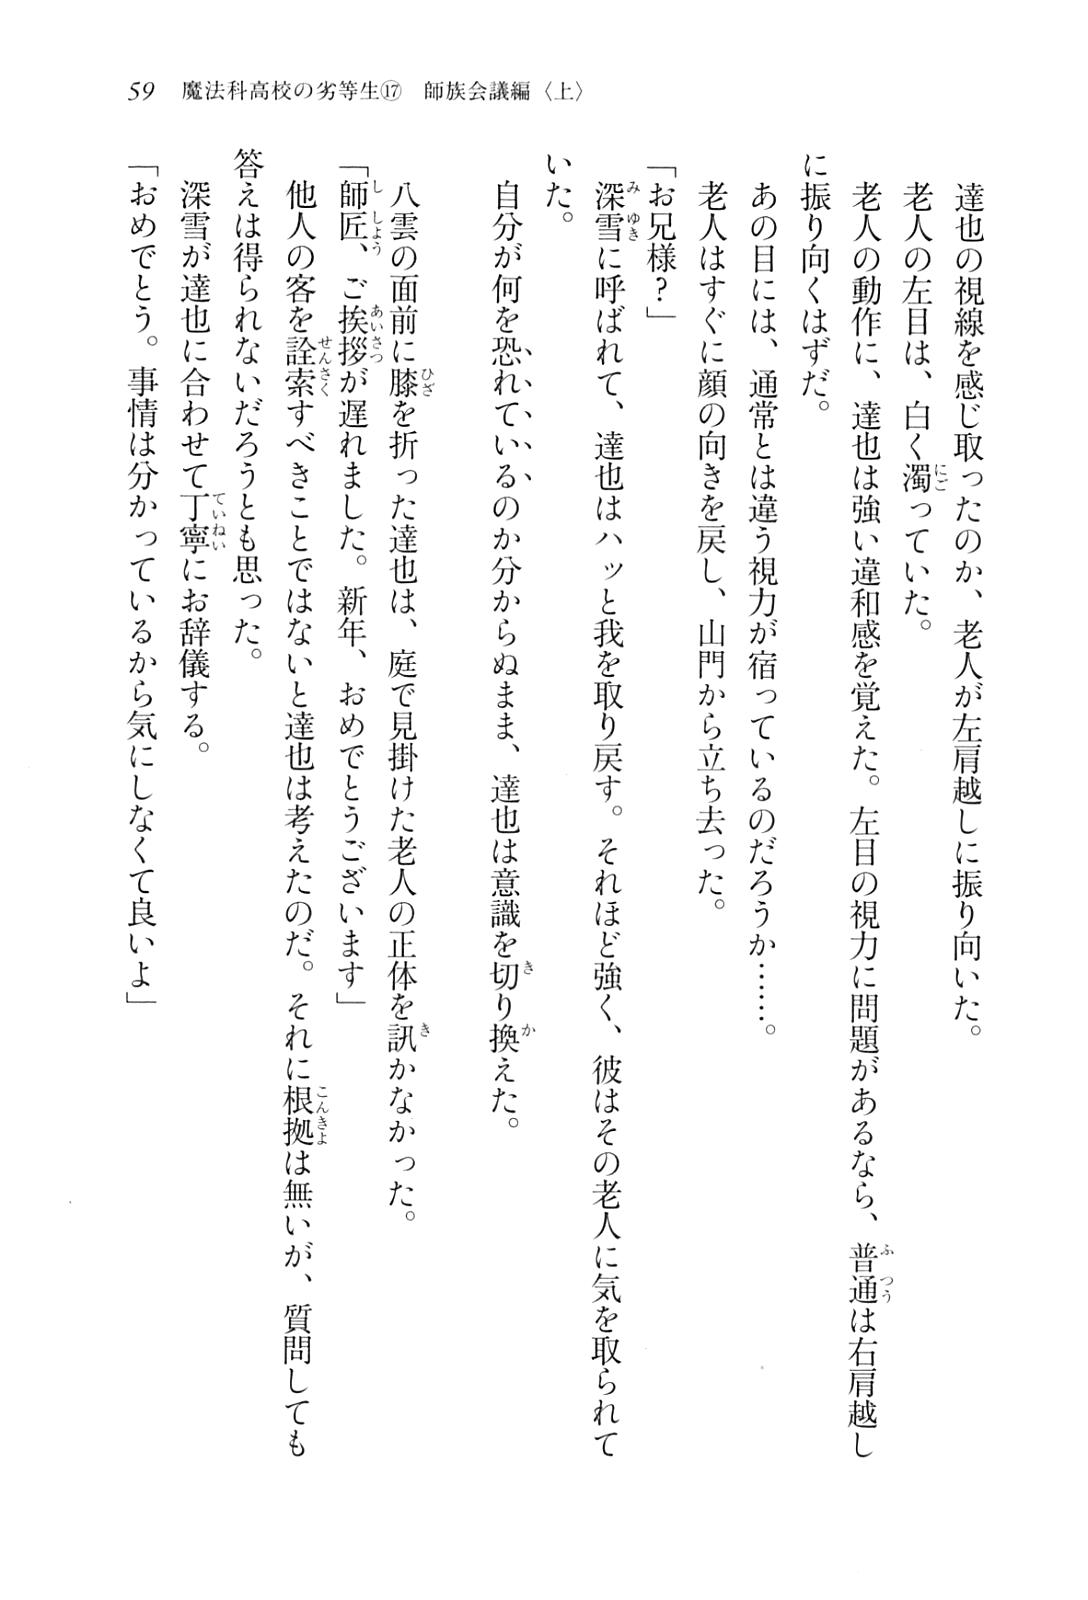 59　魔法科高校の劣等生⑰　師族会議編〈上〉
　達也の視線を感じ取ったのか、老人が左肩越しに振り向いた。
　老人の左目は、白く濁っていた。
　老人の動作に、達也は強い違和感を覚えた。左目の視力に問題があるなら、普通は右肩越し
に振り向くはずだ。
　あの目には、通常とは違う視力が宿っているのだろうか……。
　老人はすぐに顔の向きを戻し、山門から立ち去った。
「お兄様？」
　深雪に呼ばれて、達也はハッと我を取り戻す。それほど強く、彼はその老人に気を取られて
いた。
　自分が何を恐れているのか分からぬまま、達也は意識を切り換えた。
　八雲の面前に膝を折った達也は、庭で見掛けた老人の正体を訊かなかった。
「師匠、ご挨拶が遅れました。新年、おめでとうございます」
　他人の客を詮索すべきことではないと達也は考えたのだ。それに根拠は無いが、質問しても
答えは得られないだろうとも思った。
　深雪が達也に合わせて丁寧にお辞儀する。
「おめでとう。事情は分かっているから気にしなくて良いよ」